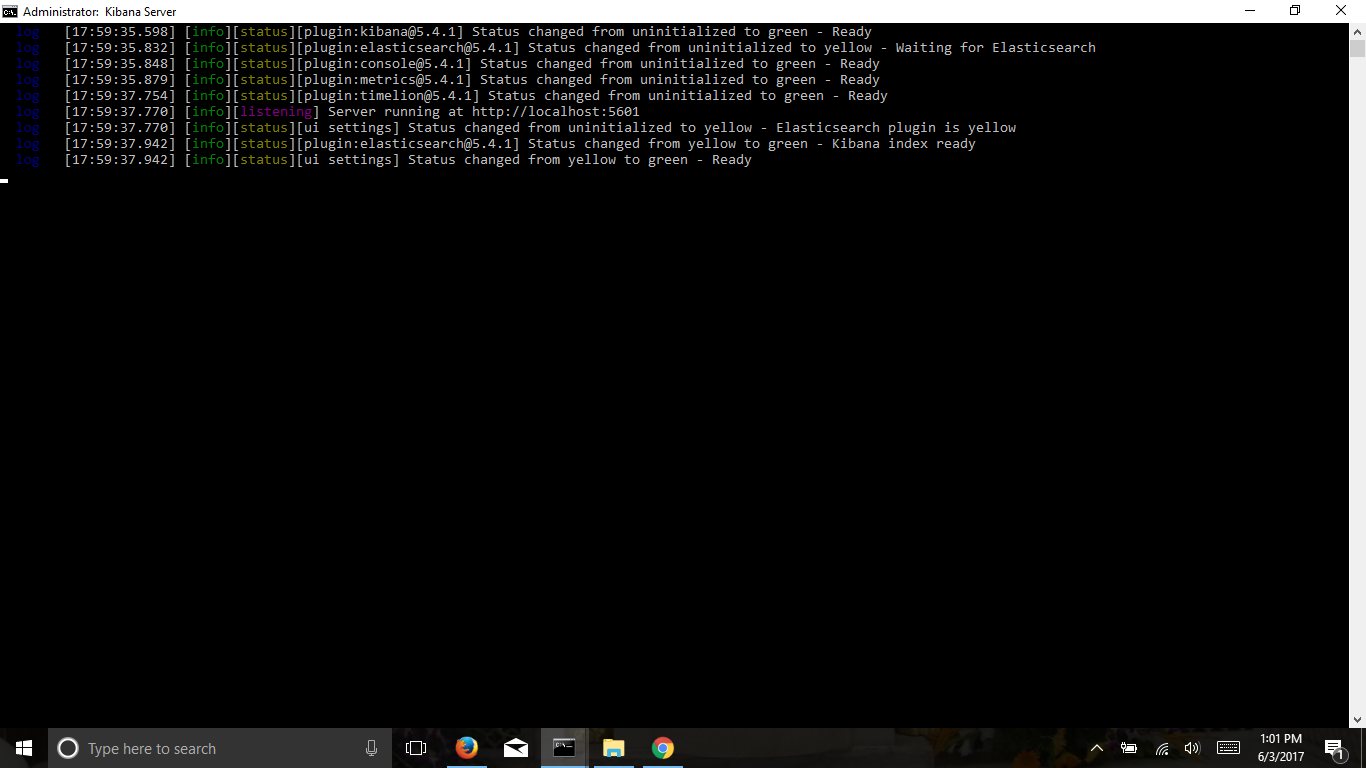 Administrator: Kibana Server
log [17:59:35.598] [info][status][plugin:kibana@5.4.1] Status changed from uninitialized to green - Ready
log [17:59:35.832] [info][status][plugin:elasticsearch@5.4.1] Status changed from uninitialized to yellow - Waiting for Elasticsearch
log [17:59:35.848] [info][status][plugin:console@5.4.1] Status changed from uninitialized to green - Ready
log [17:59:35.879] [info][status][plugin:metrics@5.4.1] Status changed from uninitialized to green - Ready
log [17:59:37.754] [info][status][plugin:timelion@5.4.1] Status changed from uninitialized to green - Ready
log [17:59:37.770] [info][listening] Server running at http://localhost:5601
log [17:59:37.770] [info][status][ui settings] Status changed from uninitialized to yellow - Elasticsearch plugin is yellow
log [17:59:37.942] [info][status][plugin:elasticsearch@5.4.1] Status changed from yellow to green - Kibana index ready
log [17:59:37.942] [info][status][ui settings] Status changed from yellow to green - Ready
Type here to search
1:01 PM
6/3/2017
1